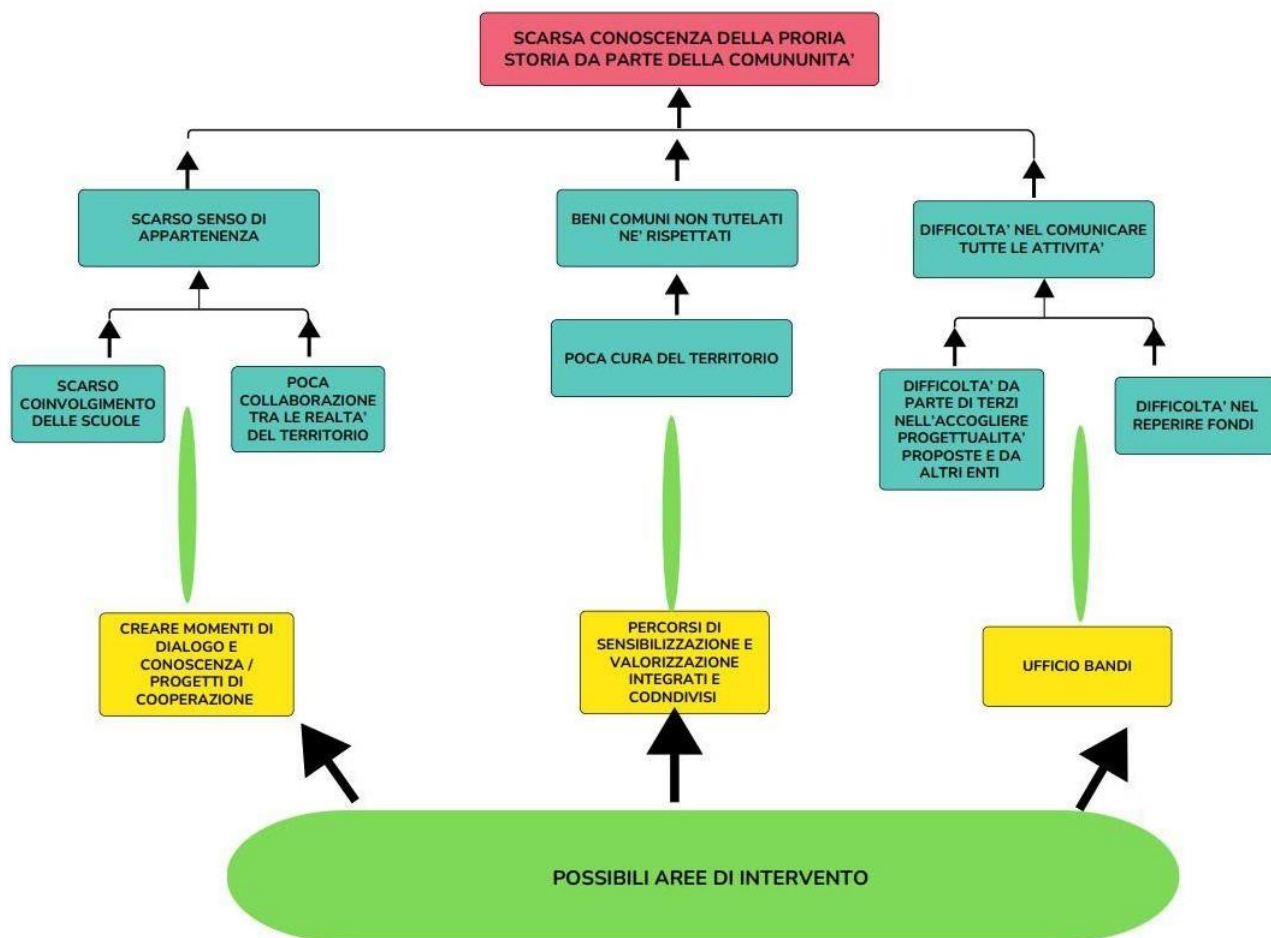 SCARSA CONOSCENZA DELLA PRORIA
STORIA DA PARTE DELLA COMUNUNITA'
SCARSO SENSO DI
APPARTENENZA
BENI COMUNI NON TUTELATI
NE' RISPETTATI
DIFFICOLTA' NEL COMUNICARE
TUTTE LE ATTIVITA'
SCARSO
COINVOLGIMENTO
DELLE SCUOLE
POCA
COLLABORAZIONE
TRA LE REALTA'
DEL TERRITORIO
POCA CURA DEL TERRITORIO
DIFFICOLTA' DA
PARTE DI TERZI
NELL'ACCOGLIERE
PROGETTUALITA'
PROPOSTE E DA
ALTRI ENTI
DIFFICOLTA' NEL
REPERIRE FONDI
CREARE MOMENTI DI
DIALOGO E
CONOSCENZA /
PROGETTI DI
COOPERAZIONE
PERCORSI DI
SENSIBILIZZAZIONE E
VALORIZZAZIONE
INTEGRATI E
CODNDIVISI
UFFICIO BANDI
POSSIBILI AREE DI INTERVENTO